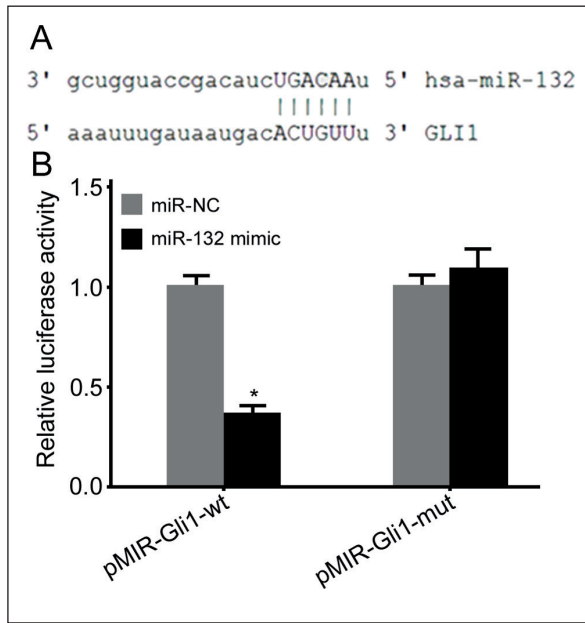 A
3' gcugguaccgacaucUGACAAu 5' hsa-miR-132
||||||
5' aaauuugauaaugacACUGUUu 3' GLI1
B
1.5
1.0
0.5
0.0
Relative luciferase activity
miR-NC
miR-132 mimic
*
pMIR-Gli1-wt
pMIR-Gli1-mut